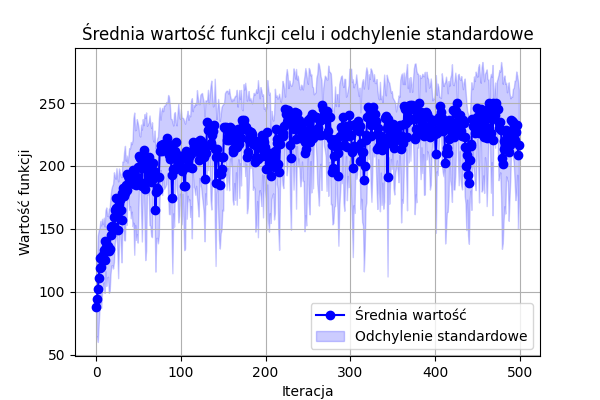 Średnia wartość funkcji celu i odchylenie standardowe
Wartość funkcji
250
200
150
100
50
0
100
200
300
400
500
Iteracja
Średnia wartość
Odchylenie standardowe